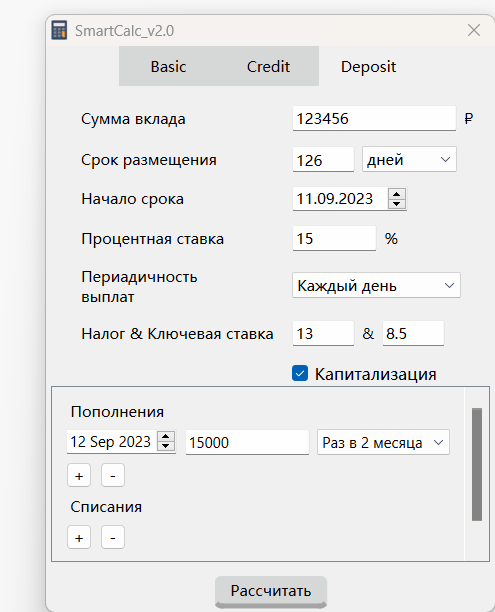 SmartCalc_v2.0
Basic Credit Deposit
Сумма вклада 123456 ₽
Срок размещения 126 дней
Начало срока 11.09.2023
Процентная ставка 15 %
Периадичность
выплат Каждый день
Налог & Ключевая ставка 13 & 8.5
Капитализация
Пополнения
12 Sep 2023 15000 Раз в 2 месяца
+ -
Списания
+ -
Рассчитать